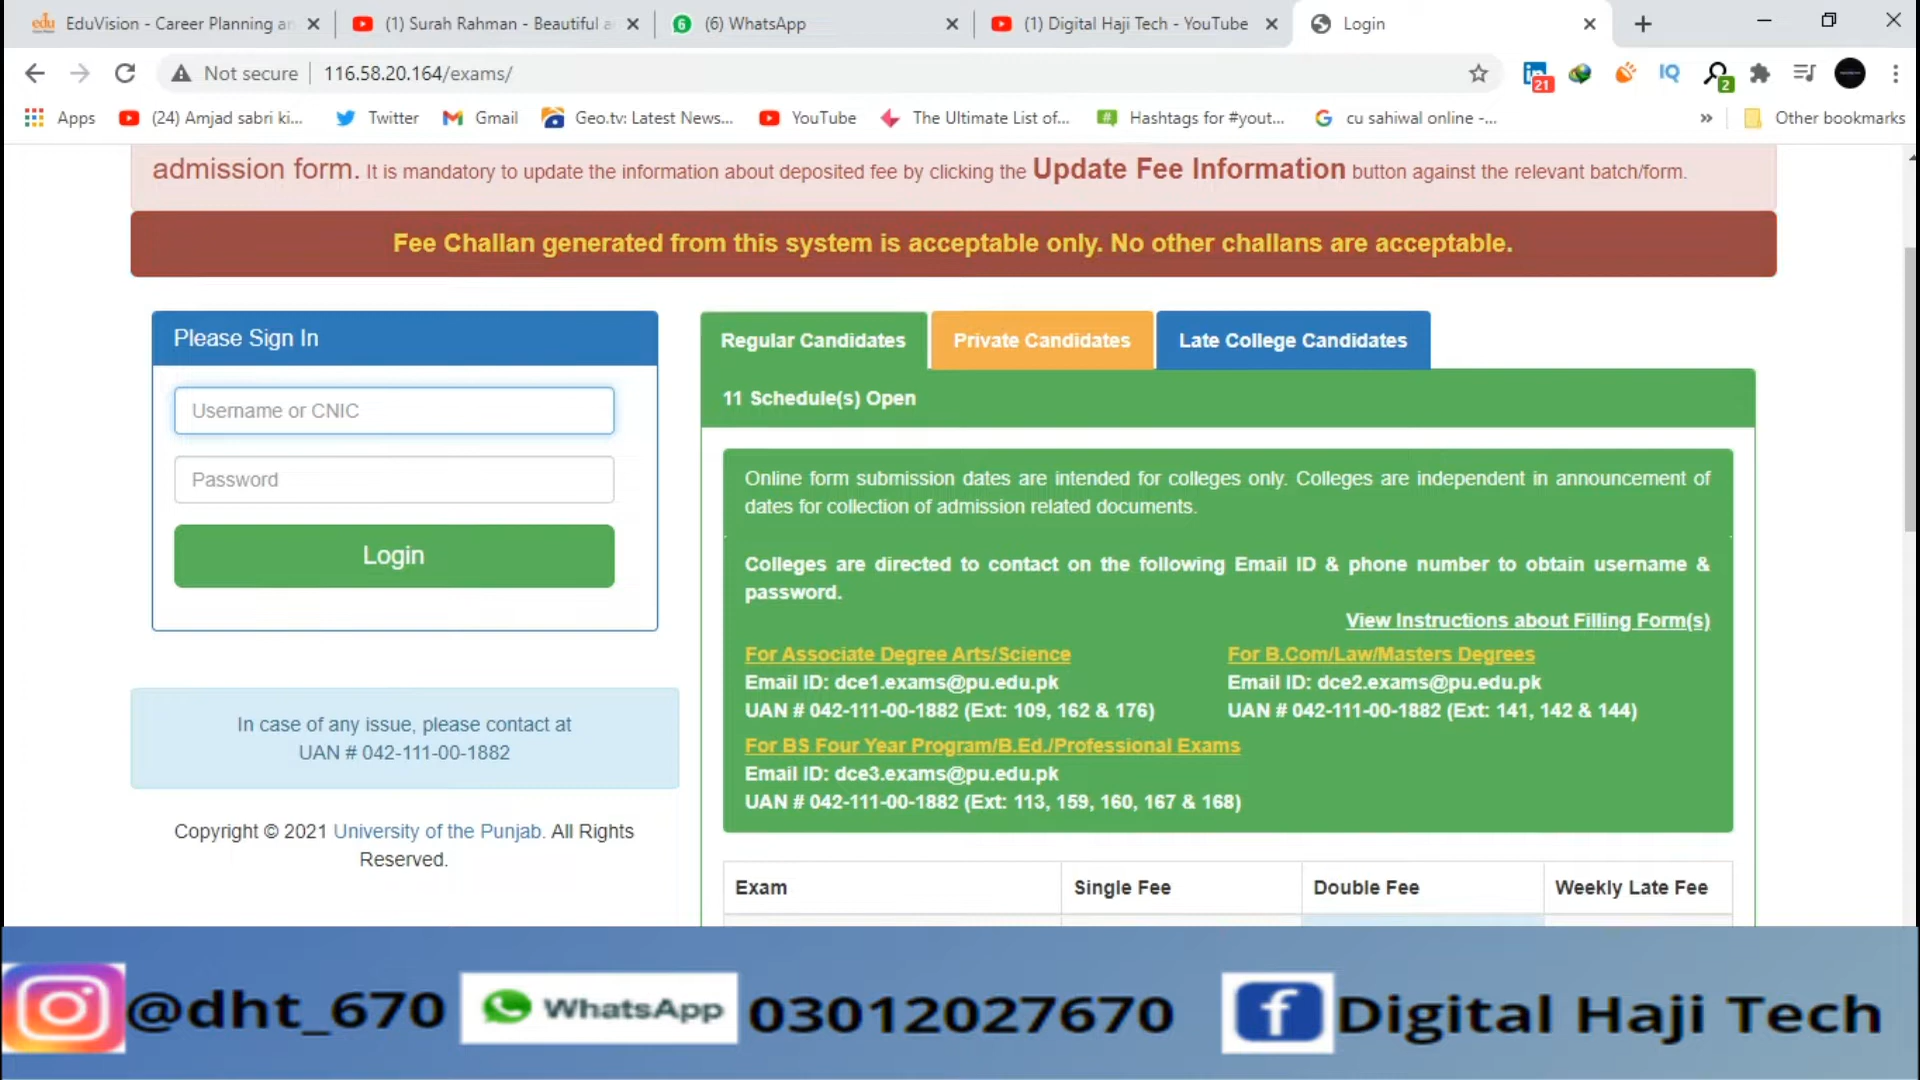 edu EduVision - Career Planning an
(1) Surah Rahman - Beautiful a
6 (6) WhatsApp
(1) Digital Haji Tech - YouTube
Login
Not secure 116.58.20.164/exams/
21 IQ 2
Apps (24) Amjad sabri ki... Twitter Gmail Geo.tv: Latest News... YouTube The Ultimate List of... # Hashtags for #yout... cu sahiwal online -... » Other bookmarks
admission form. It is mandatory to update the information about deposited fee by clicking the Update Fee Information button against the relevant batch/form.
Fee Challan generated from this system is acceptable only. No other challans are acceptable.
Please Sign In
Username or CNIC
Password
Login
In case of any issue, please contact at
UAN # 042-111-00-1882
Copyright © 2021 University of the Punjab. All Rights
Reserved.
Regular Candidates Private Candidates Late College Candidates
11 Schedule(s) Open
Online form submission dates are intended for colleges only. Colleges are independent in announcement of
dates for collection of admission related documents.
Colleges are directed to contact on the following Email ID & phone number to obtain username &
password.
View Instructions about Filling Form(s)
For Associate Degree Arts/Science
Email ID: dce1.exams@pu.edu.pk
UAN # 042-111-00-1882 (Ext: 109, 162 & 176)
For B.Com/Law/Masters Degrees
Email ID: dce2.exams@pu.edu.pk
UAN # 042-111-00-1882 (Ext: 141, 142 & 144)
For BS Four Year Program/B.Ed./Professional Exams
Email ID: dce3.exams@pu.edu.pk
UAN # 042-111-00-1882 (Ext: 113, 159, 160, 167 & 168)
Exam Single Fee Double Fee Weekly Late Fee
@dht_670 WhatsApp 03012027670 f Digital Haji Tech